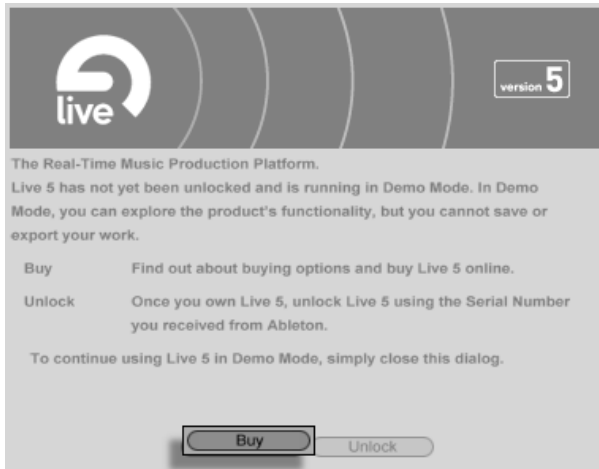 live
version 5
The Real-Time Music Production Platform.
Live 5 has not yet been unlocked and is running in Demo Mode. In Demo
Mode, you can explore the product's functionality, but you cannot save or
export your work.
Buy Find out about buying options and buy Live 5 online.
Unlock Once you own Live 5, unlock Live 5 using the Serial Number
you received from Ableton.
To continue using Live 5 in Demo Mode, simply close this dialog.
Buy Unlock